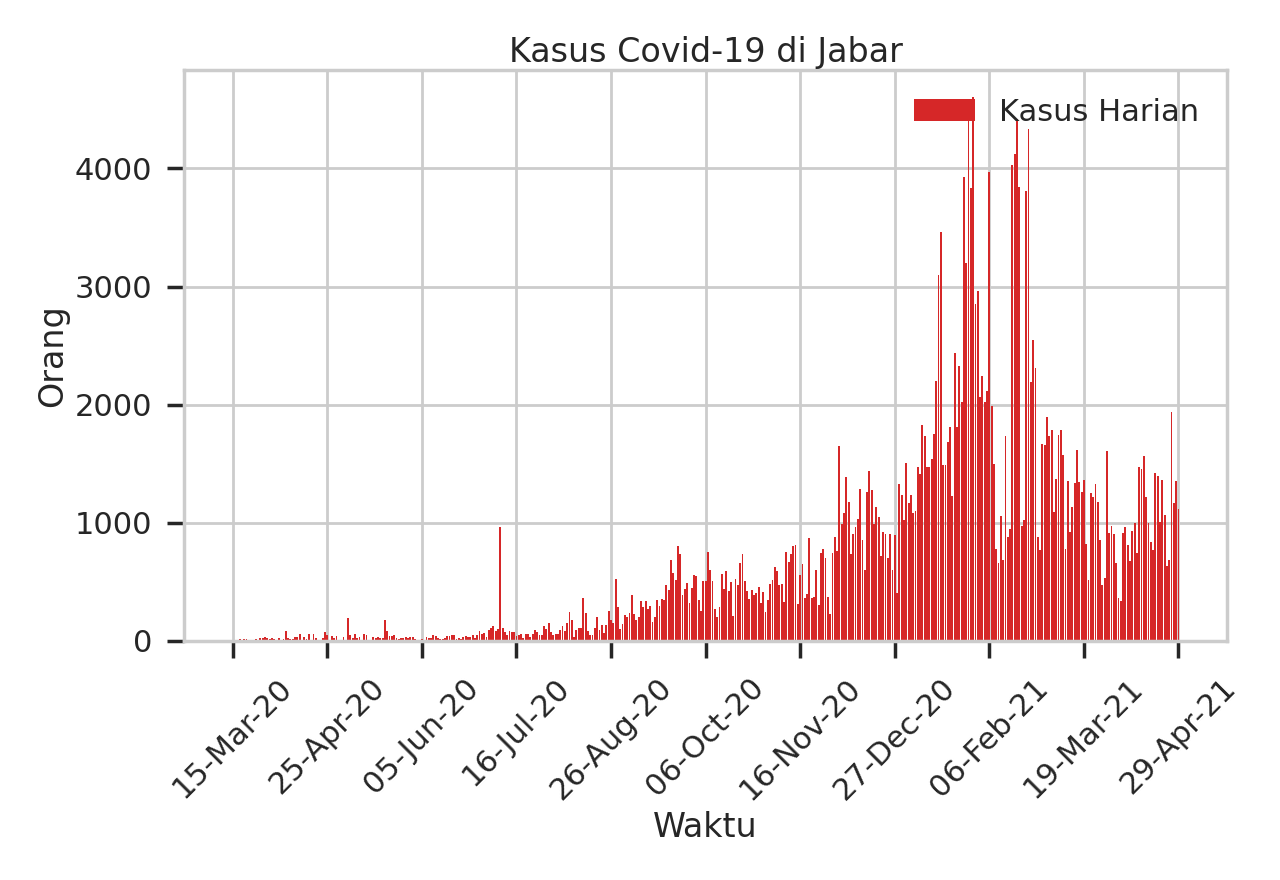 Kasus Covid-19 di Jabar
Kasus Harian
Orang
4000
3000
2000
1000
0
15-Mar-20
25-Apr-20
05-Jun-20
16-Jul-20
26-Aug-20
06-Oct-20
16-Nov-20
27-Dec-20
06-Feb-21
19-Mar-21
29-Apr-21
Waktu